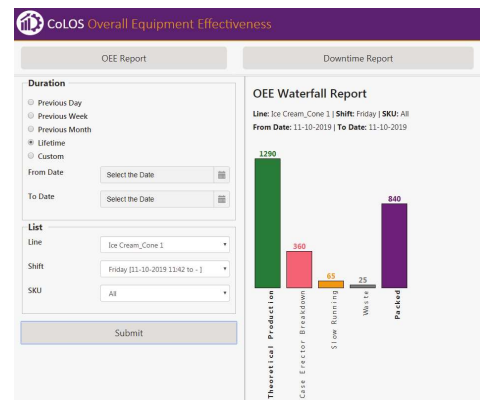 CoLOS Overall Equipment Effectiveness
OEE Report
Downtime Report
Duration
Previous Day
Previous Week
Previous Month
Lifetime
Custom
From Date
Select the Date
To Date
Select the Date
List
Line
Ice Cream_Cone 1
Shift
Friday [11-10-2019 11:42 to - ]
SKU
All
Submit
OEE Waterfall Report
Line: Ice Cream_Cone 1 | Shift: Friday | SKU: All
From Date: 11-10-2019 | To Date: 11-10-2019
1290
360
65
25
840
Theoretical Production
Case Erector Breakdown
Slow Running
Waste
Packed